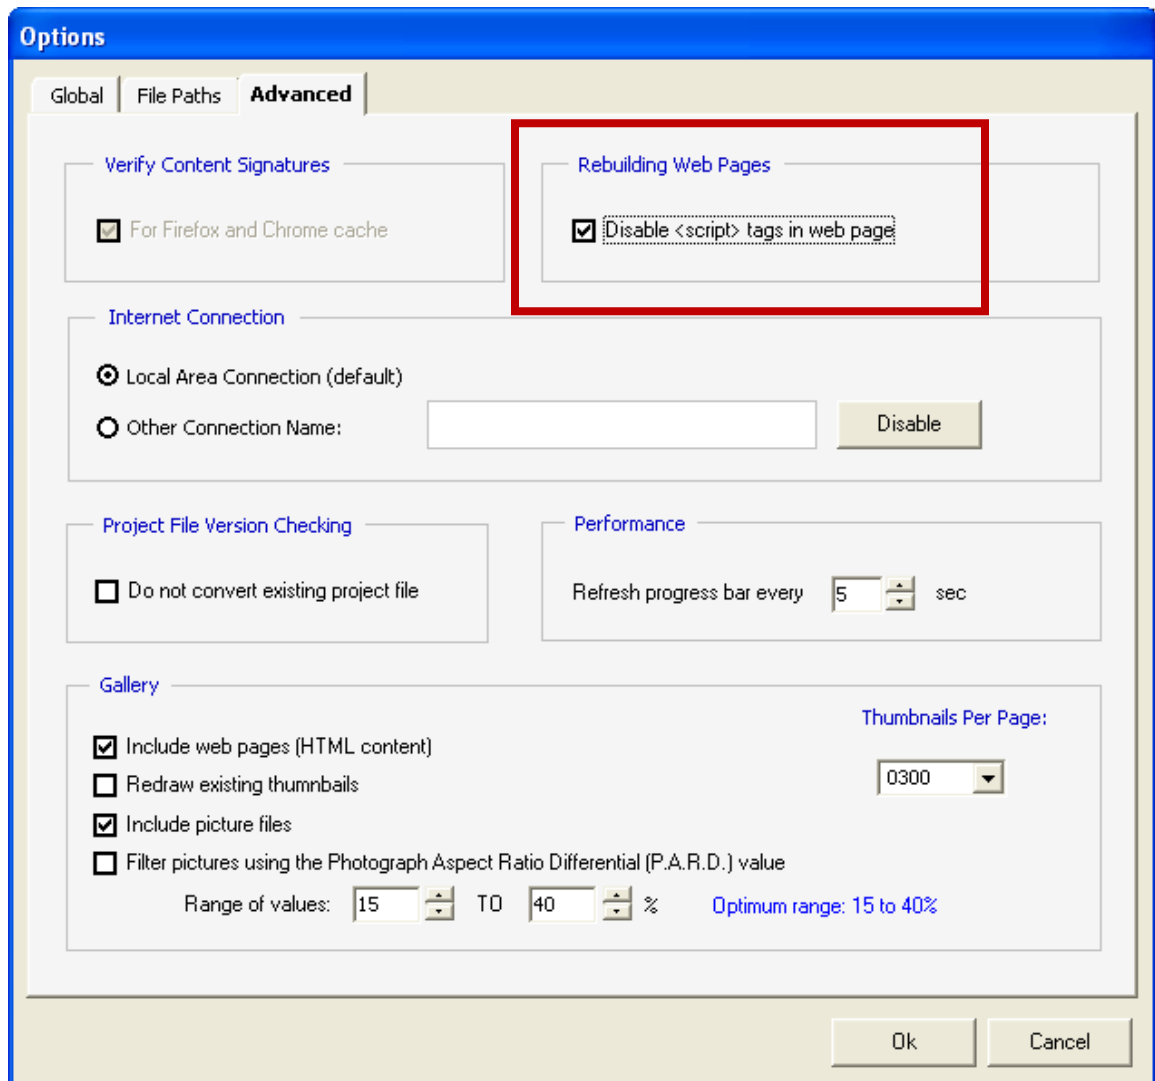 Options
Global File Paths Advanced
Verify Content Signatures
Rebuilding Web Pages
For Firefox and Chrome cache
Disable <script> tags in web page
Internet Connection
Local Area Connection (default)
Other Connection Name:
Disable
Project File Version Checking
Performance
Do not convert existing project file
Refresh progress bar every 5 sec
Gallery
Thumbnails Per Page:
Include web pages (HTML content)
0300
Redraw existing thumnbails
Include picture files
Filter pictures using the Photograph Aspect Ratio Differential (P.A.R.D.) value
Range of values: 15 TO 40 % Optimum range: 15 to 40%
Ok Cancel